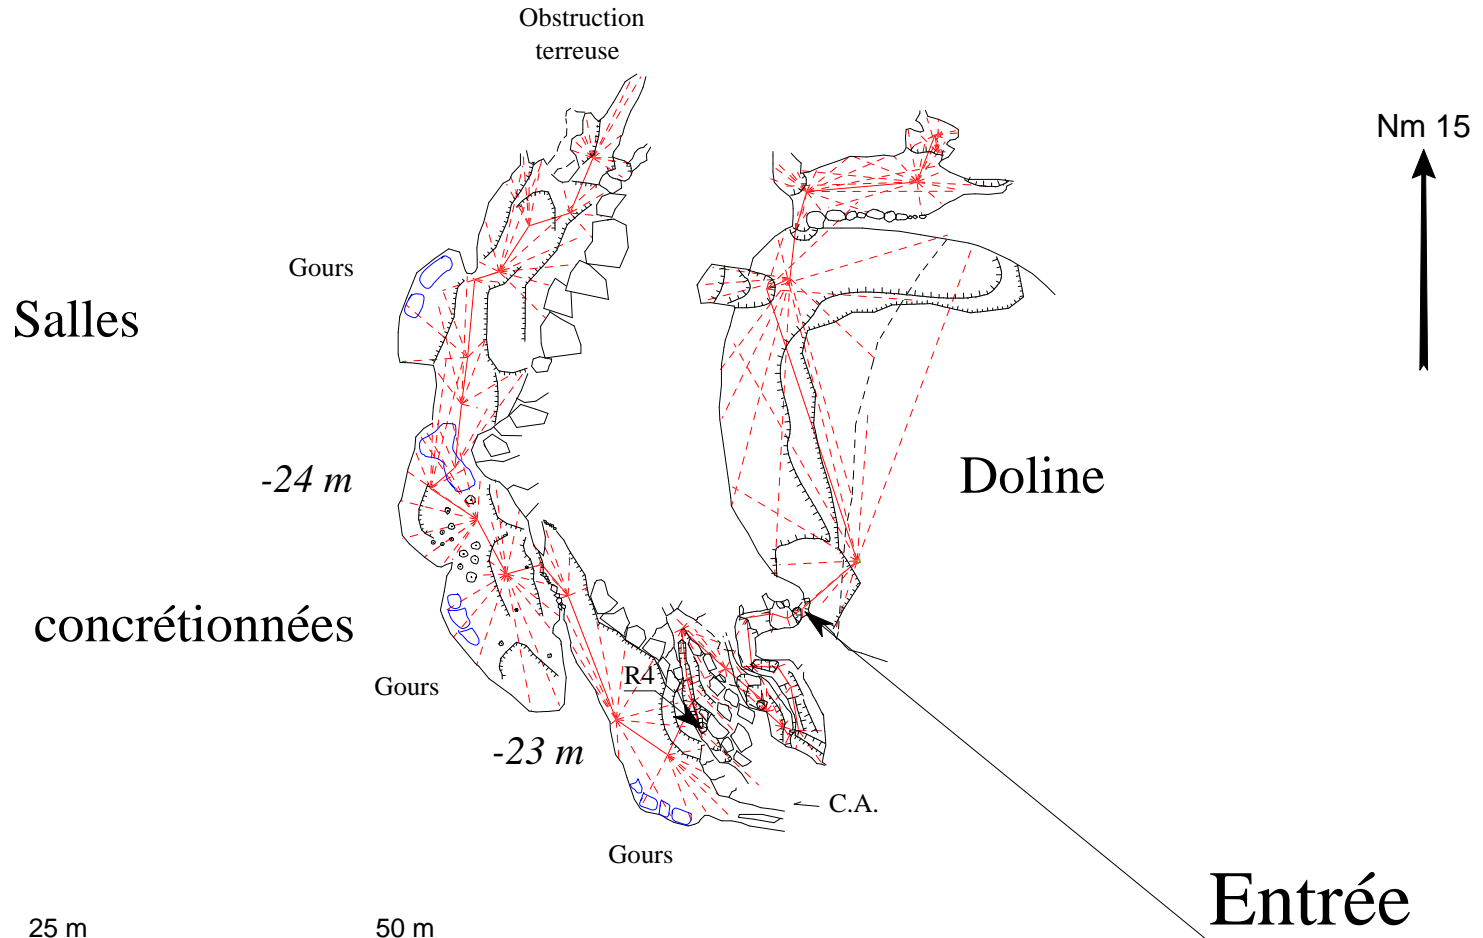 Obstruction
terreuse
Nm 15
Gours
Salles
-24 m
Doline
concrétionnées
R4
Gours
-23 m
C.A.
Gours
Entrée
25 m
50 m